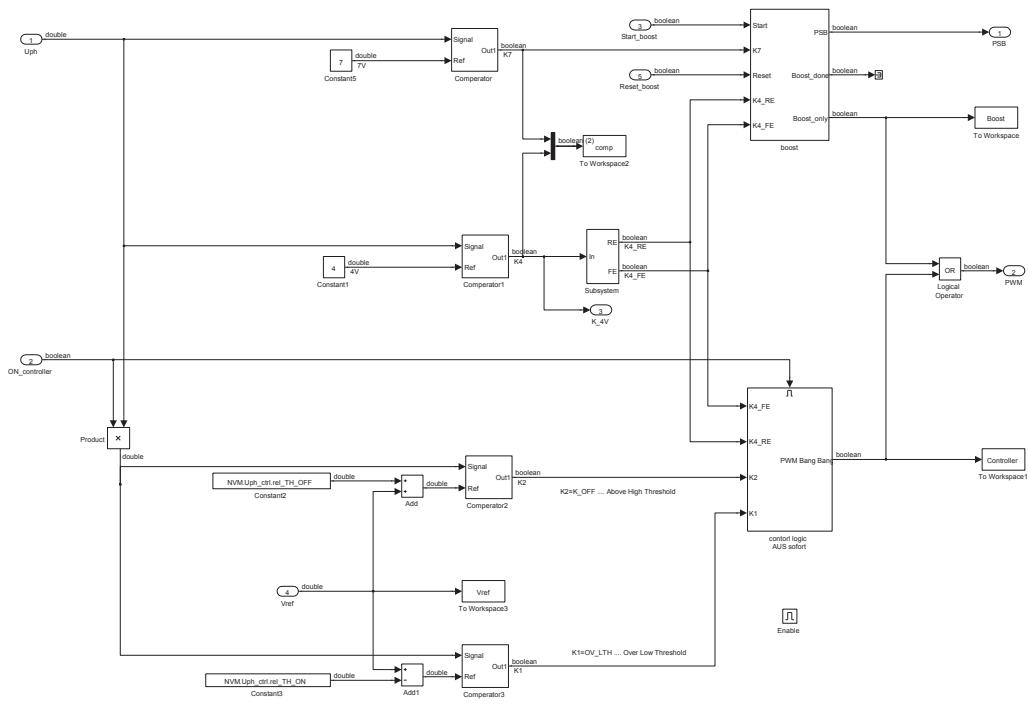 1
Uph
double
7
Constant5
double
7V
Signal
Ref
Out1
Comperator
boolean
K7
3
Start_boost
boolean
5
Reset_boost
boolean
Start
K7
Reset
K4_RE
K4_FE
PSB
Boost_done
Boost_only
boost
boolean
1
PSB
boolean
boolean
Boost
To Workspace
boolean (2)
comp
To Workspace2
4
Constant1
double
4V
Signal
Ref
Out1
Comperator1
boolean
K4
In
RE
FE
Subsystem
boolean
K4_RE
boolean
K4_FE
3
K_4V
OR
Logical
Operator
boolean
2
PWM
2
ON_controller
boolean
Product
×
double
K4_FE
K4_RE
K2
K1
PWM Bang Bang
contorl logic
AUS sofort
boolean
Controller
To Workspace1
NVM.Uph_ctrl.rel_TH_OFF
Constant2
double
+
+
Add
double
Signal
Ref
Out1
Comperator2
boolean
K2
K2=K_OFF .... Above High Threshold
4
Vref
double
Vref
To Workspace3
Enable
NVM.Uph_ctrl.rel_TH_ON
Constant3
double
+
−
Add1
double
Signal
Ref
Out1
Comperator3
boolean
K1
K1=OV_LTH .... Over Low Threshold